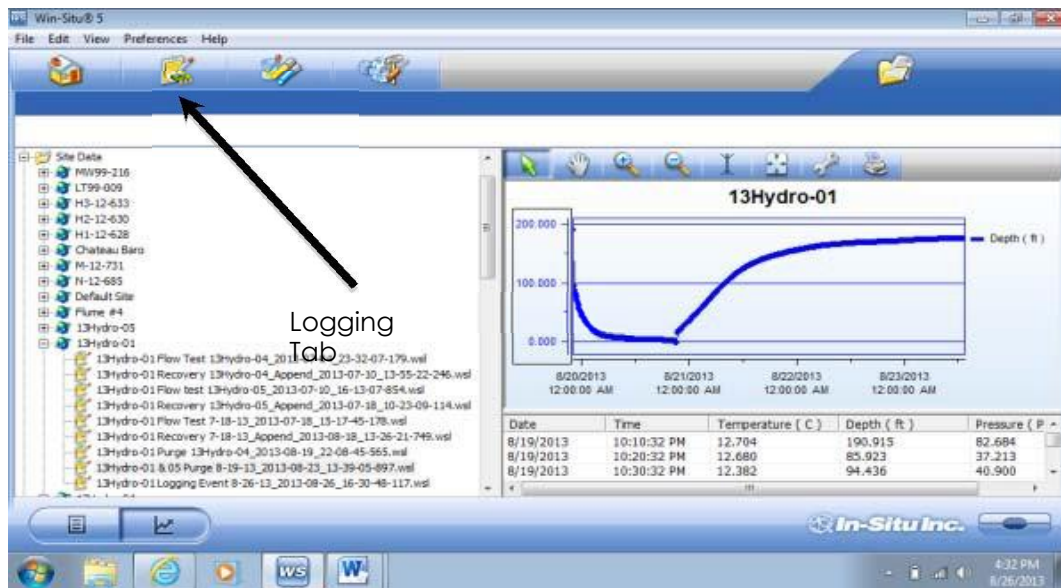 Win-Situ® 5
File Edit View Preferences Help
Site Data
MW99-216
LT99-009
H3-12-633
H2-12-630
H1-12-628
Chateau Baro
M-12-731
N-12-685
Default Site
Flume #4
13Hydro-05
13Hydro-01
13Hydro-01 Flow Test 13Hydro-04_2013-07-23-32-07-179.wsl
13Hydro-01 Recovery 13Hydro-04_Append_2013-07-10_13-55-22-246.wsl
13Hydro-01 Flow test 13Hydro-05_2013-07-10_16-13-07-854.wsl
13Hydro-01 Recovery 13Hydro-05_Append_2013-07-18_10-23-09-114.wsl
13Hydro-01 Flow Test 7-18-13_2013-07-18_15-17-45-178.wsl
13Hydro-01 Recovery 7-18-13_Append_2013-08-18_13-26-21-749.wsl
13Hydro-01 Purge 13Hydro-04_2013-08-19_22-08-45-565.wsl
13Hydro-01 & 05 Purge 8-19-13_2013-08-23_13-39-05-897.wsl
13Hydro-01 Logging Event 8-26-13_2013-08-26_16-30-48-117.wsl
Logging
Tab
13Hydro-01
200.000
100.000
0.000
Depth ( ft )
8/20/2013 8/21/2013 8/22/2013 8/23/2013
12:00:00 AM 12:00:00 AM 12:00:00 AM 12:00:00 AM
Date Time Temperature ( C ) Depth ( ft ) Pressure ( P
8/19/2013 10:10:32 PM 12.704 190.915 82.684
8/19/2013 10:20:32 PM 12.680 85.923 37.213
8/19/2013 10:30:32 PM 12.382 94.436 40.900
In-Situ Inc.
WS
W
4:32 PM
8/26/2013